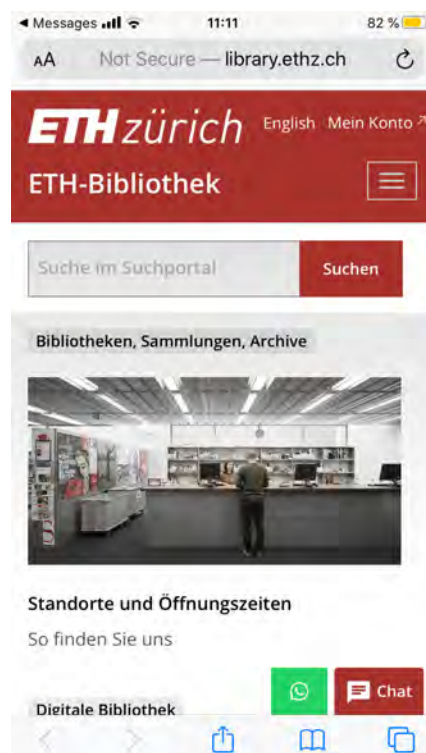 Messages 11:11 82 %
AA Not Secure — library.ethz.ch
ETH zürich English Mein Konto
ETH-Bibliothek
Suche im Suchportal Suchen
Bibliotheken, Sammlungen, Archive
Standorte und Öffnungszeiten
So finden Sie uns
Chat
Digitale Bibliothek